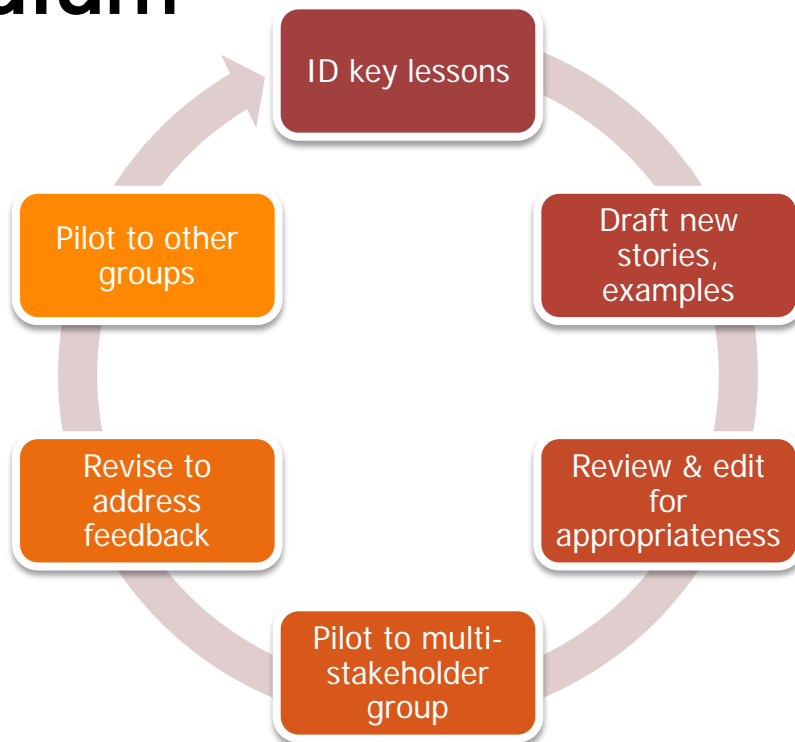 ID key lessons
Draft new
stories,
examples
Review & edit
for
appropriateness
Pilot to multi-
stakeholder
group
Revise to
address
feedback
Pilot to other
groups